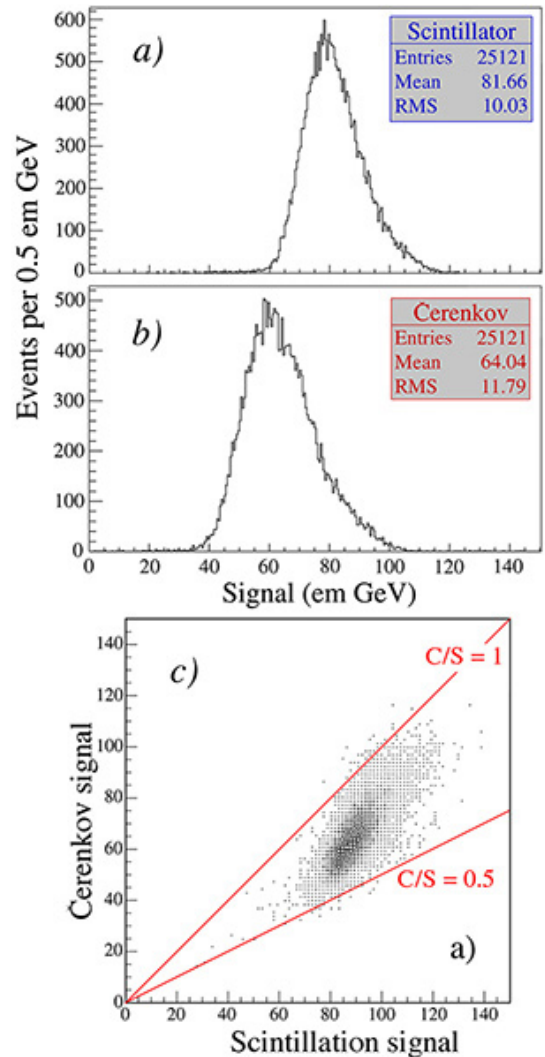 a)
Scintillator
Entries 25121
Mean 81.66
RMS 10.03
600
500
400
300
200
100
0
Events per 0.5 em GeV
b)
Čerenkov
Entries 25121
Mean 64.04
RMS 11.79
500
400
300
200
100
0
0 20 40 60 80 100 120 140
Signal (em GeV)
c)
C/S = 1
C/S = 0.5
a)
140
120
100
80
60
40
20
0
Čerenkov signal
0 20 40 60 80 100 120 140
Scintillation signal